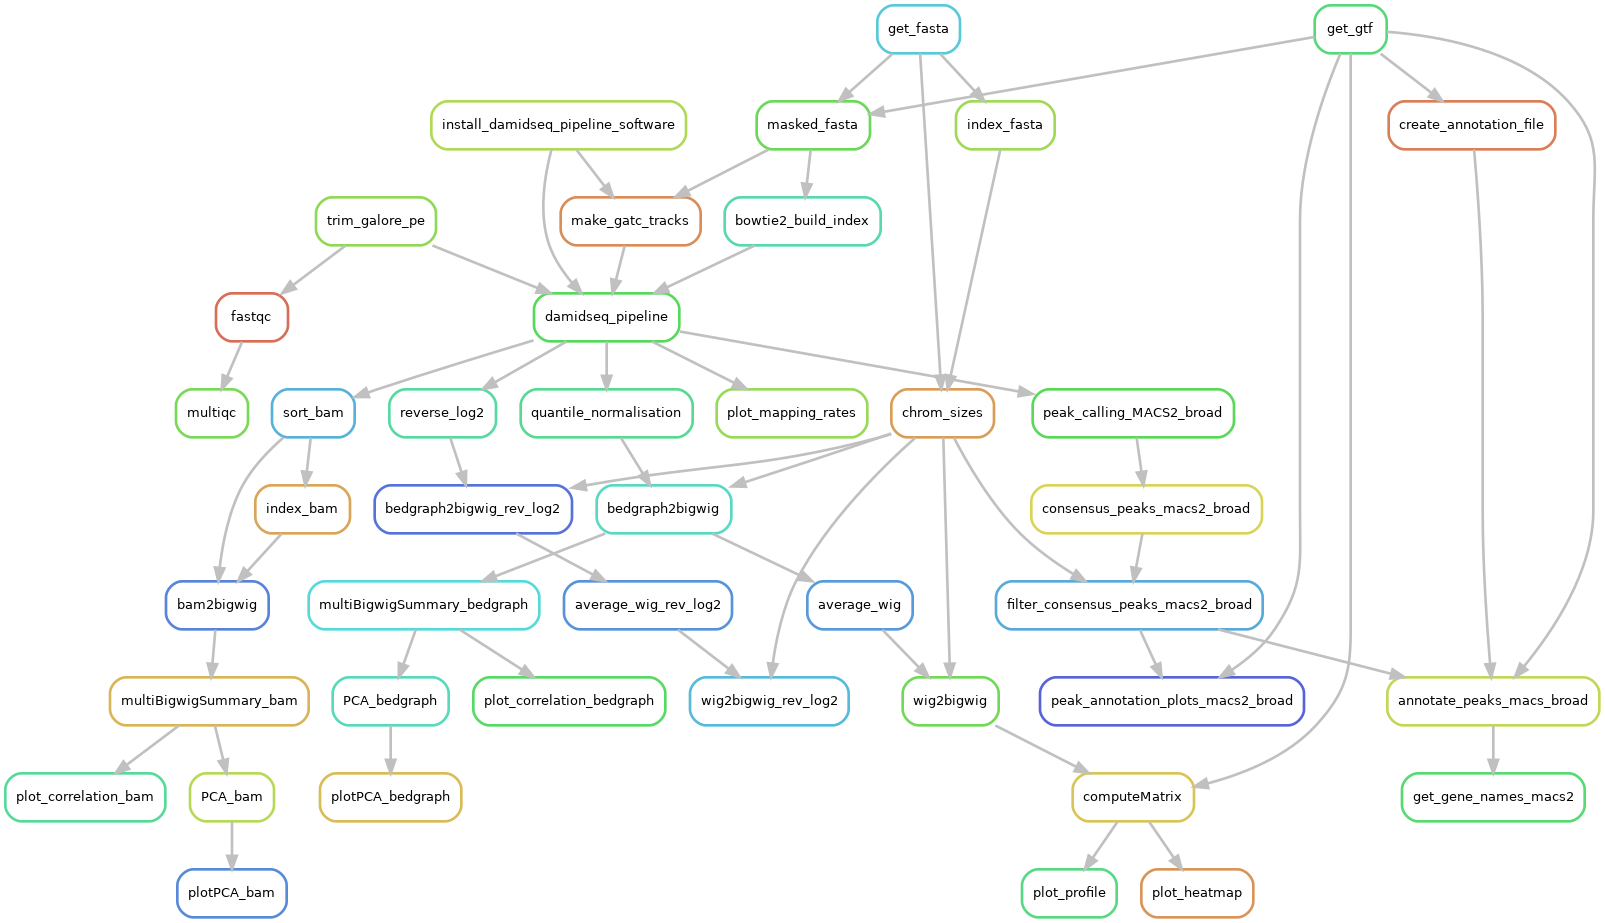 get_fasta
get_gtf
install_damidseq_pipeline_software
masked_fasta
index_fasta
create_annotation_file
trim_galore_pe
make_gatc_tracks
bowtie2_build_index
fastqc
damidseq_pipeline
multiqc
sort_bam
reverse_log2
quantile_normalisation
plot_mapping_rates
chrom_sizes
peak_calling_MACS2_broad
index_bam
bedgraph2bigwig_rev_log2
bedgraph2bigwig
consensus_peaks_macs2_broad
bam2bigwig
multiBigwigSummary_bedgraph
average_wig_rev_log2
average_wig
filter_consensus_peaks_macs2_broad
multiBigwigSummary_bam
PCA_bedgraph
plot_correlation_bedgraph
wig2bigwig_rev_log2
wig2bigwig
peak_annotation_plots_macs2_broad
annotate_peaks_macs_broad
plot_correlation_bam
PCA_bam
plotPCA_bedgraph
computeMatrix
get_gene_names_macs2
plotPCA_bam
plot_profile
plot_heatmap